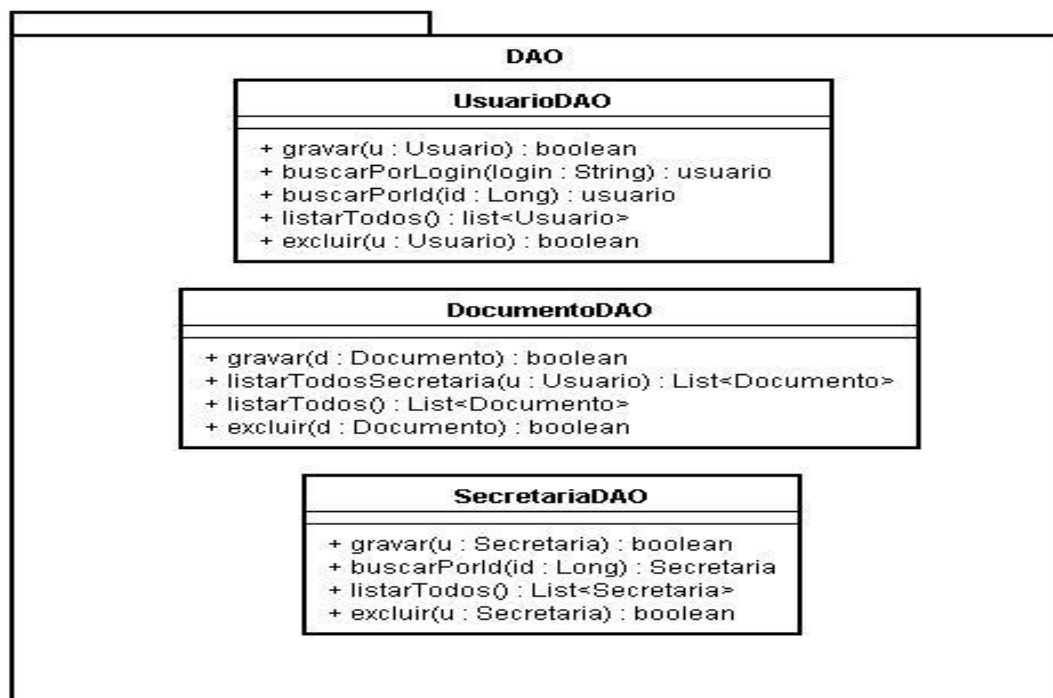 DAO
UsuarioDAO
+ gravar(u : Usuario) : boolean
+ buscarPorLogin(login : String) : usuario
+ buscarPorId(id : Long) : usuario
+ listarTodos() : list<Usuario>
+ excluir(u : Usuario) : boolean
DocumentoDAO
+ gravar(d : Documento) : boolean
+ listarTodosSecretaria(u : Usuario) : List<Documento>
+ listarTodos() : List<Documento>
+ excluir(d : Documento) : boolean
SecretariaDAO
+ gravar(u : Secretaria) : boolean
+ buscarPorId(id : Long) : Secretaria
+ listarTodos() : List<Secretaria>
+ excluir(u : Secretaria) : boolean